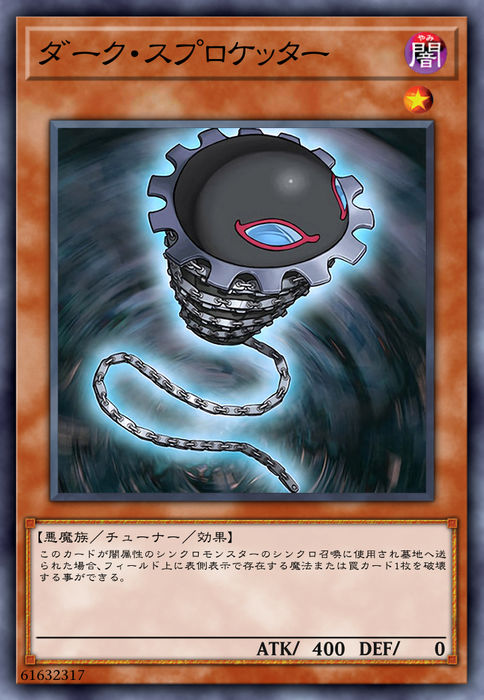 ダーク・スプロケッター
やみ
闇
【悪魔族／チューナー／効果】
このカードが闇属性のシンクロモンスターのシンクロ召喚に使用され墓地へ送
られた場合、フィールド上に表側表示で存在する魔法または罠カード1枚を破壊
する事ができる。
ATK/ 400 DEF/ 0
61632317